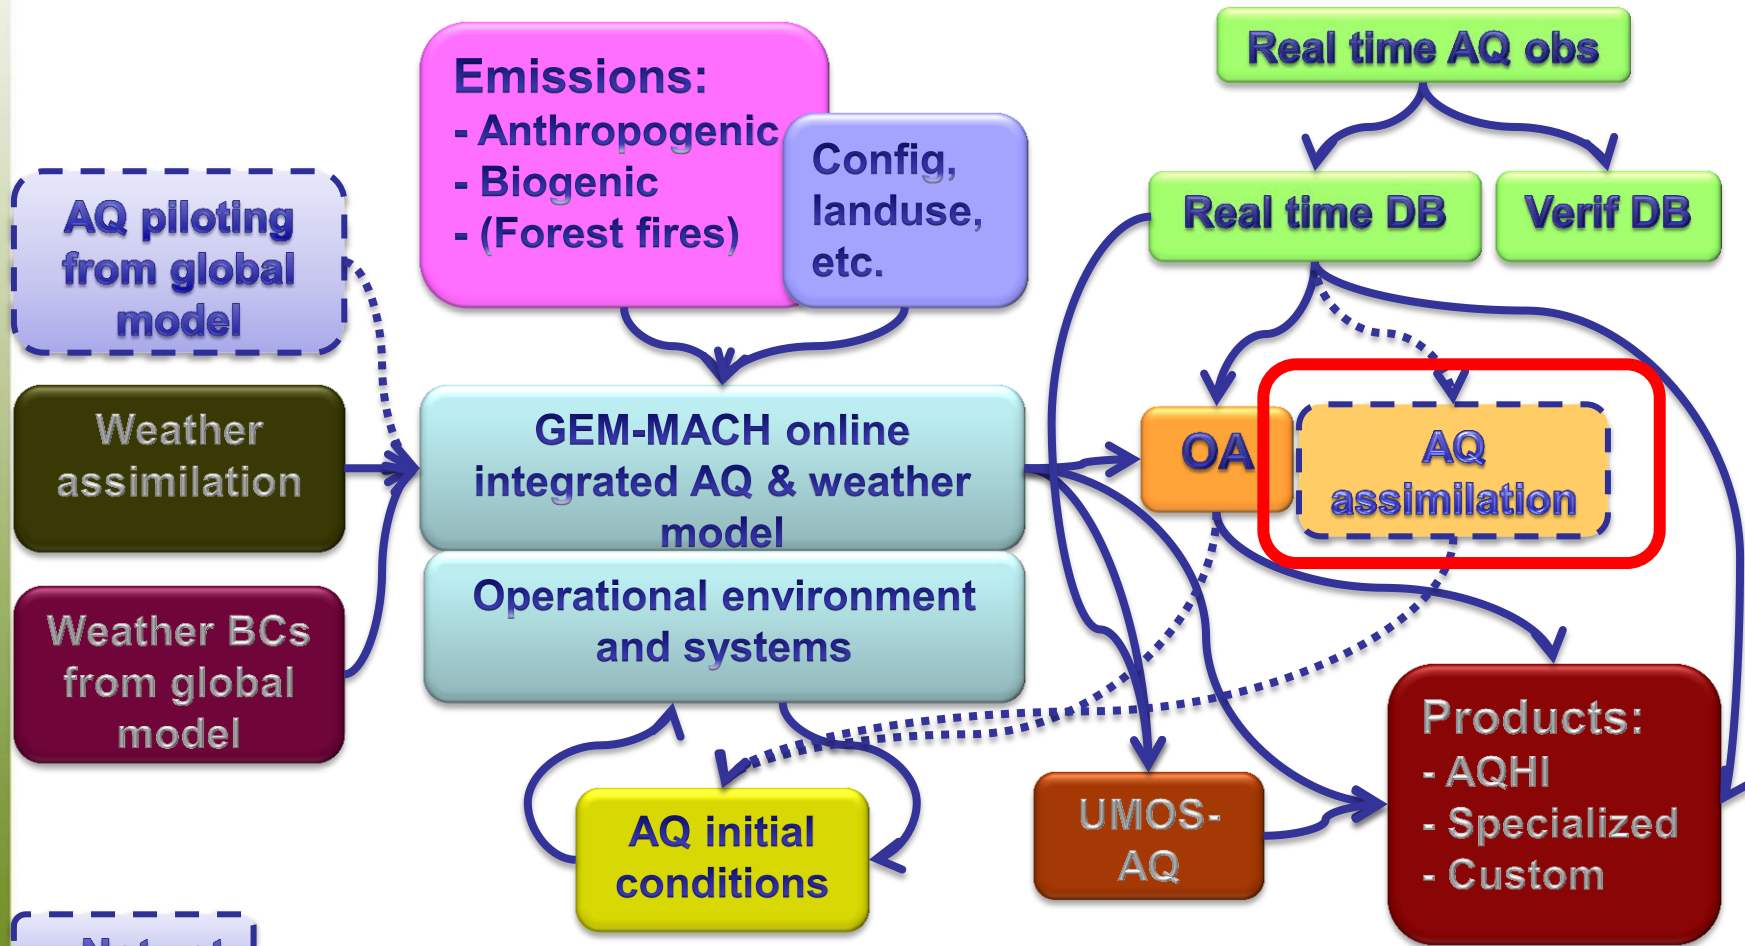 Emissions:
- Anthropogenic
- Biogenic
- (Forest fires)
Config,
landuse,
etc.
Real time AQ obs
Real time DB
Verif DB
AQ piloting
from global
model
Weather
assimilation
Weather BCs
from global
model
GEM-MACH online
integrated AQ & weather
model
Operational environment
and systems
OA
AQ
assimilation
AQ initial
conditions
UMOS-
AQ
Products:
- AQHI
- Specialized
- Custom